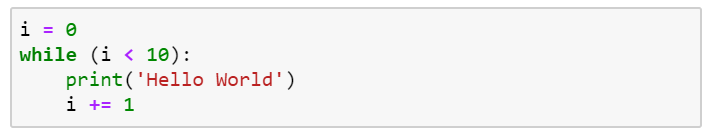 i = 0
while (i < 10):
    print('Hello World')
    i += 1